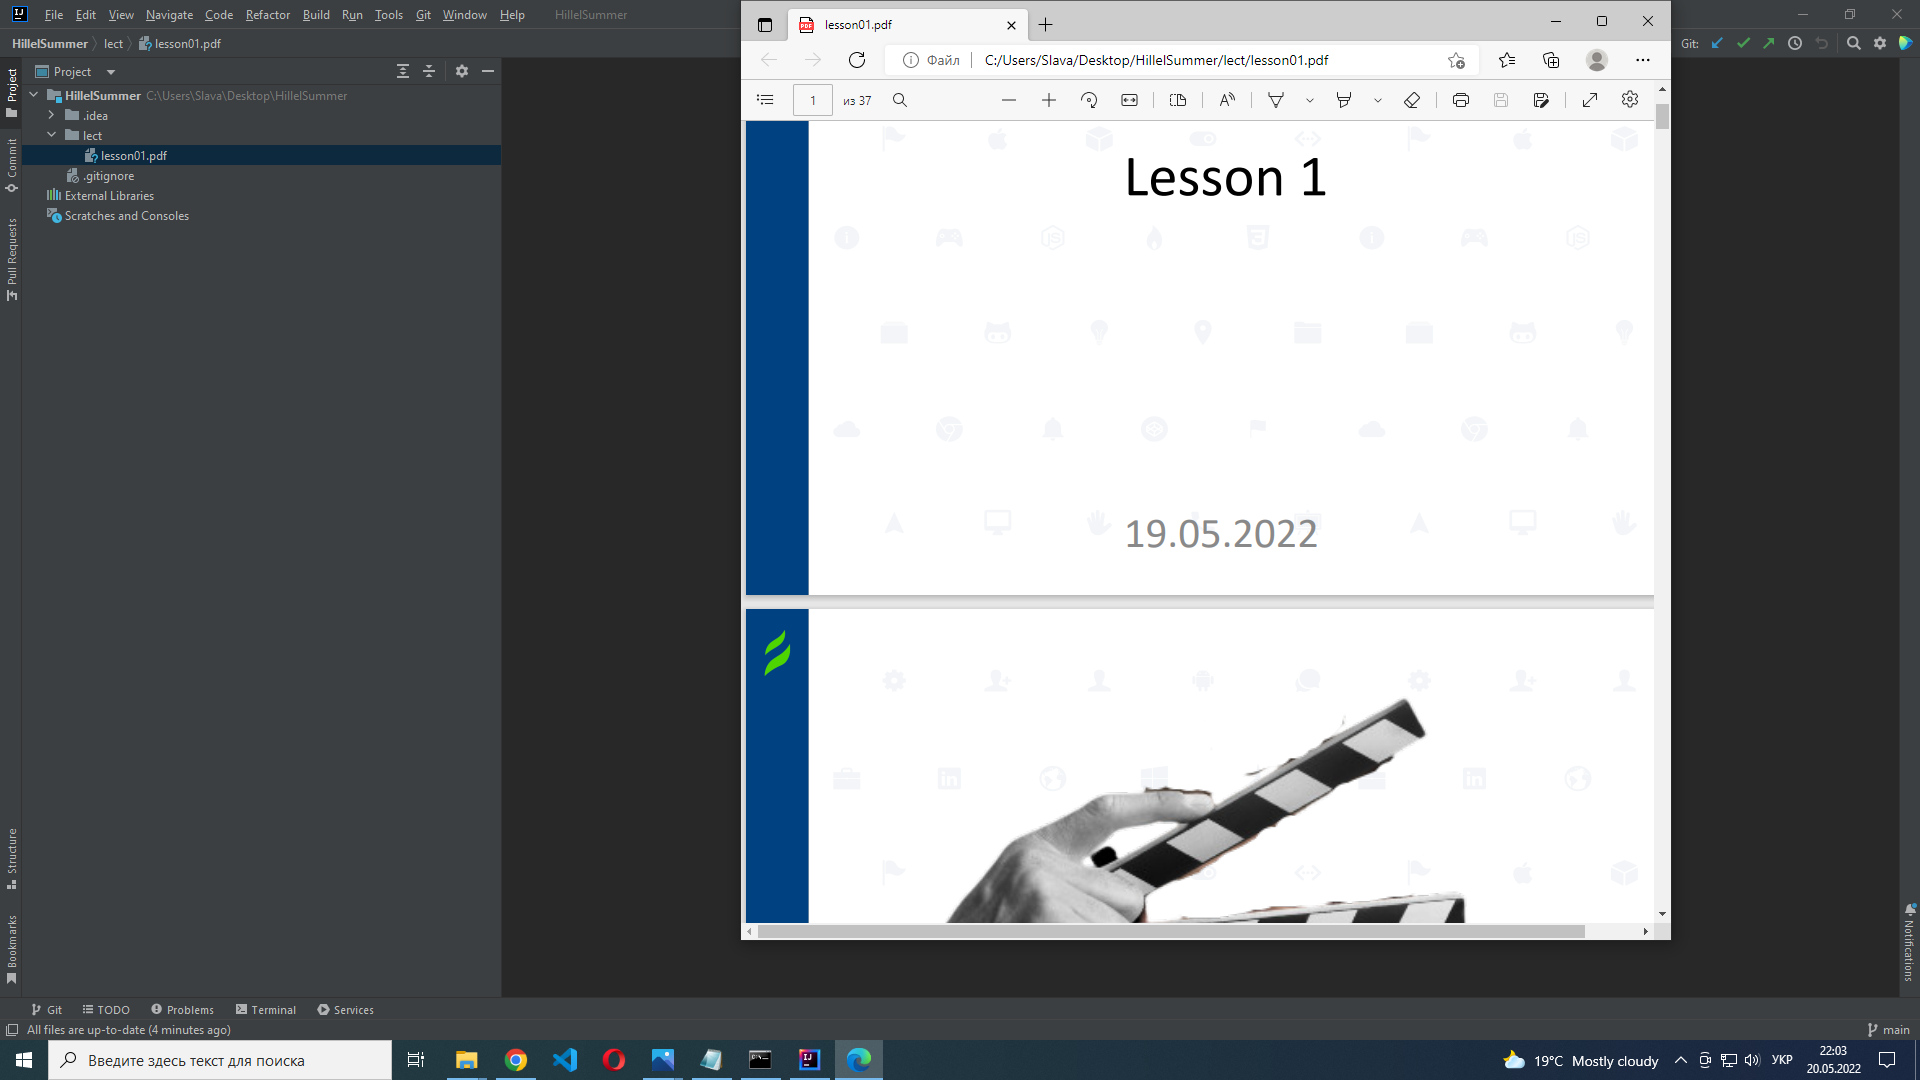 File Edit View Navigate Code Refactor Build Run Tools Git Window Help HillelSummer
HillelSummer lect lesson01.pdf
Git:
Project
HillelSummer C:\Users\Slava\Desktop\HillelSummer
.idea
lect
lesson01.pdf
.gitignore
External Libraries
Scratches and Consoles
Project
Commit
Pull Requests
Structure
Bookmarks
lesson01.pdf
Файл C:/Users/Slava/Desktop/HillelSummer/lect/lesson01.pdf
1 из 37
Lesson 1
19.05.2022
Notifications
Git TODO Problems Terminal Services
All files are up-to-date (4 minutes ago)
main
Введите здесь текст для поиска
19°C Mostly cloudy
УКР
22:03
20.05.2022